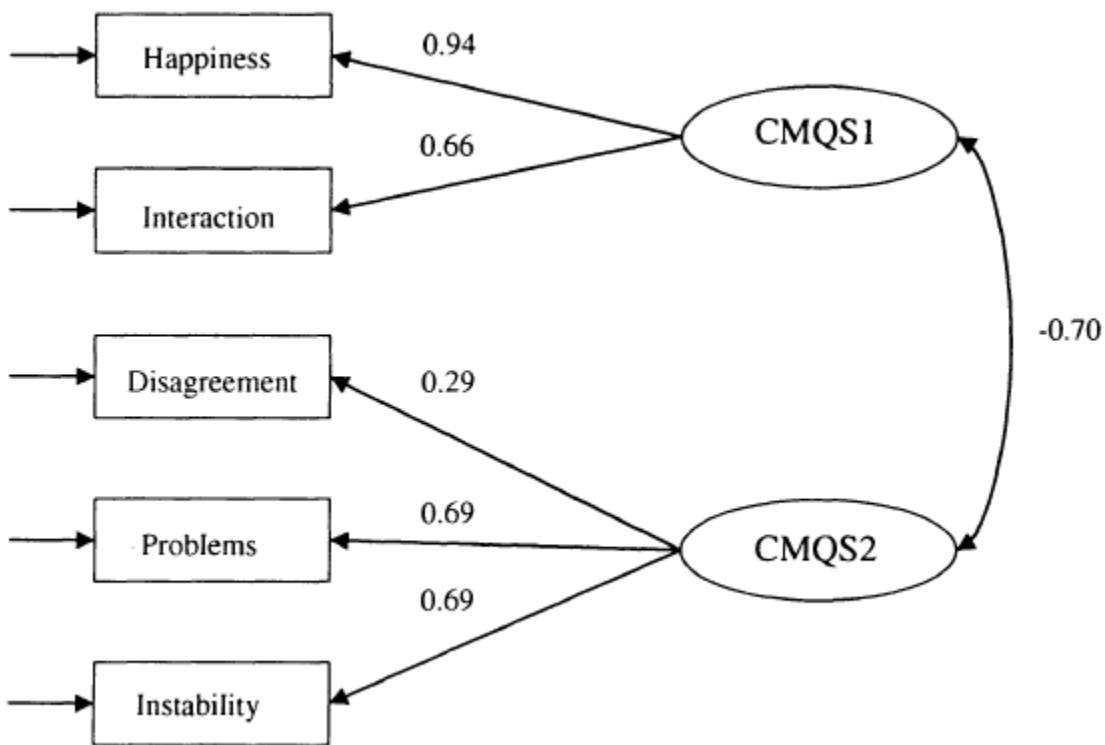 Happiness
0.94
CMQS1
0.66
Interaction
-0.70
Disagreement
0.29
Problems
0.69
CMQS2
0.69
Instability